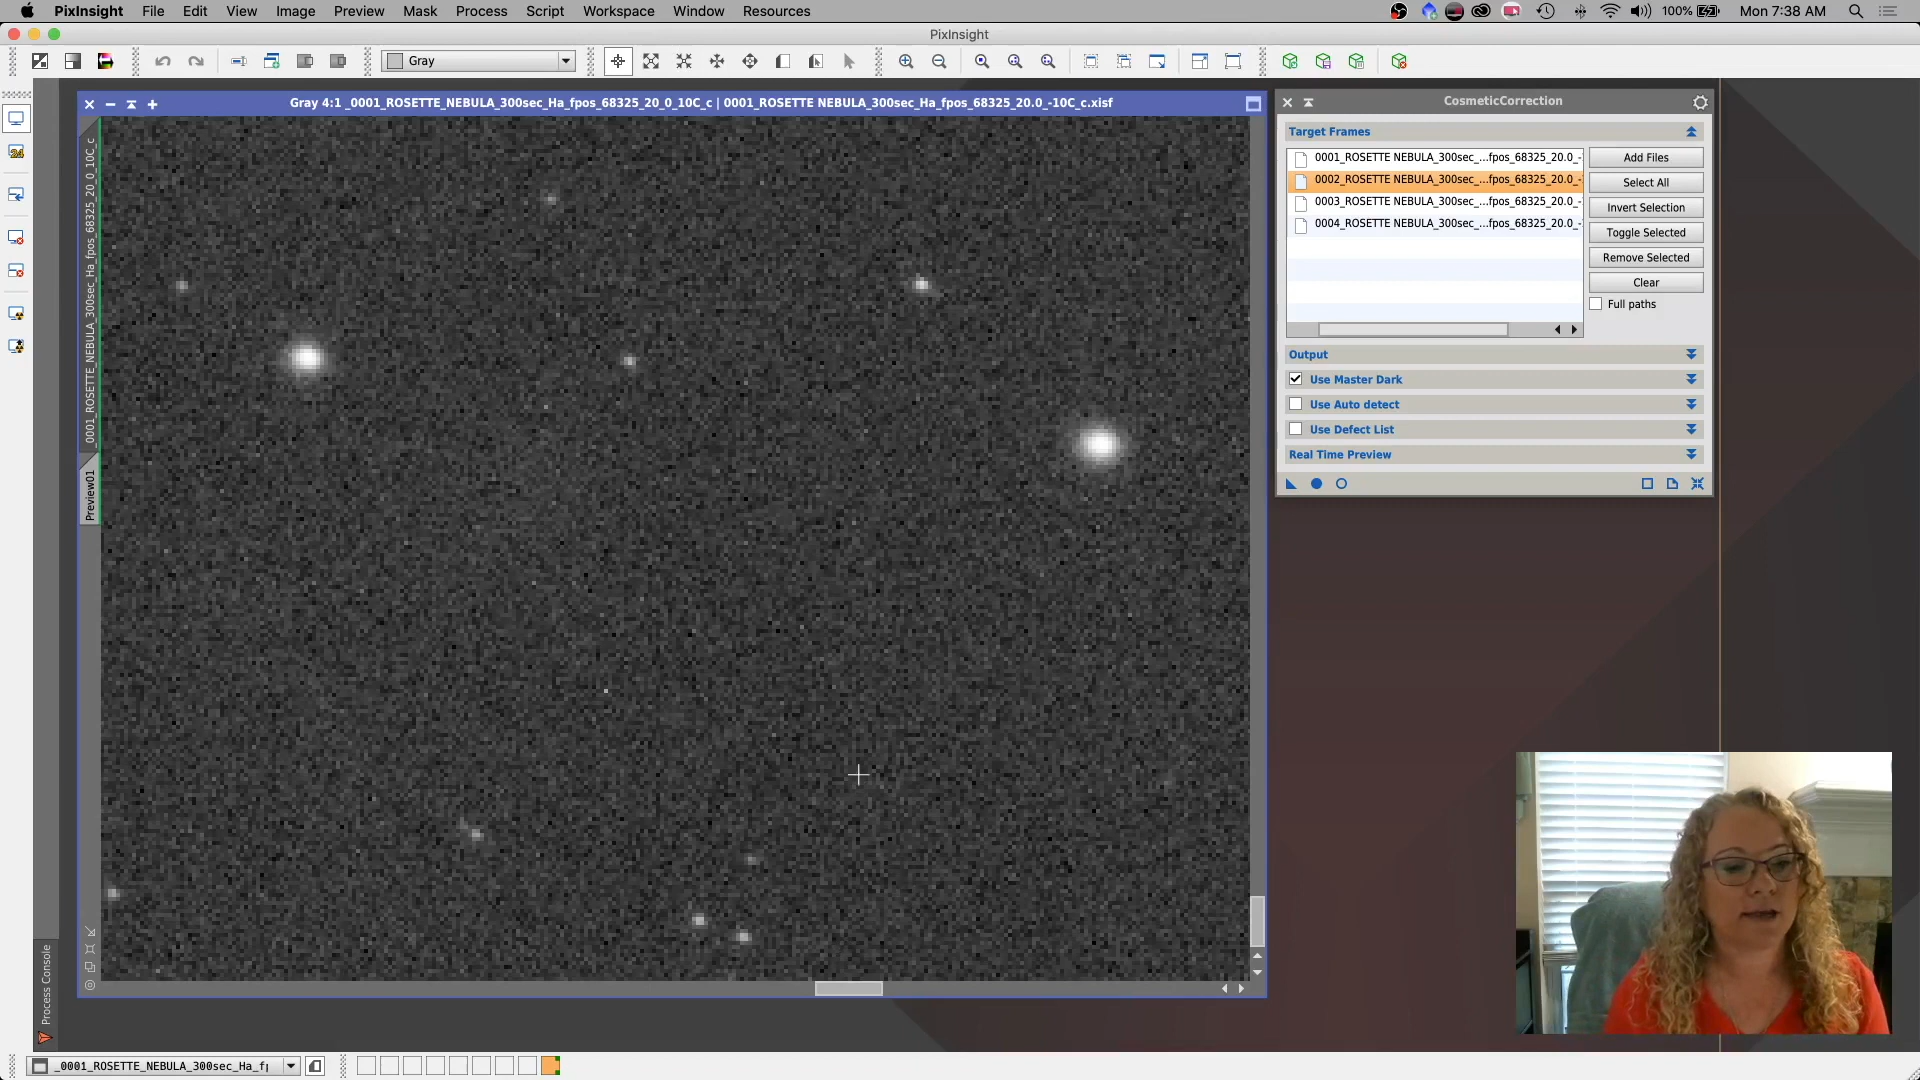 PixInsight File Edit View Image Preview Mask Process Script Workspace Window Resources 100% Mon 7:38 AM
PixInsight
Gray
Gray 4:1 _0001_ROSETTE_NEBULA_300sec_Ha_fpos_68325_20_0_10C_c | 0001_ROSETTE NEBULA_300sec_Ha_fpos_68325_20.0_-10C_c.xisf
_0001_ROSETTE_NEBULA_300sec_Ha_fpos_68325_20_0_10C_c
Preview01
24
CosmeticCorrection
Target Frames
0001_ROSETTE NEBULA_300sec_...fpos_68325_20.0_-
0002_ROSETTE NEBULA_300sec_...fpos_68325_20.0_-
0003_ROSETTE NEBULA_300sec_...fpos_68325_20.0_-
0004_ROSETTE NEBULA_300sec_...fpos_68325_20.0_-
Add Files
Select All
Invert Selection
Toggle Selected
Remove Selected
Clear
Full paths
Output
Use Master Dark
Use Auto detect
Use Defect List
Real Time Preview
Process Console
_0001_ROSETTE_NEBULA_300sec_Ha_f